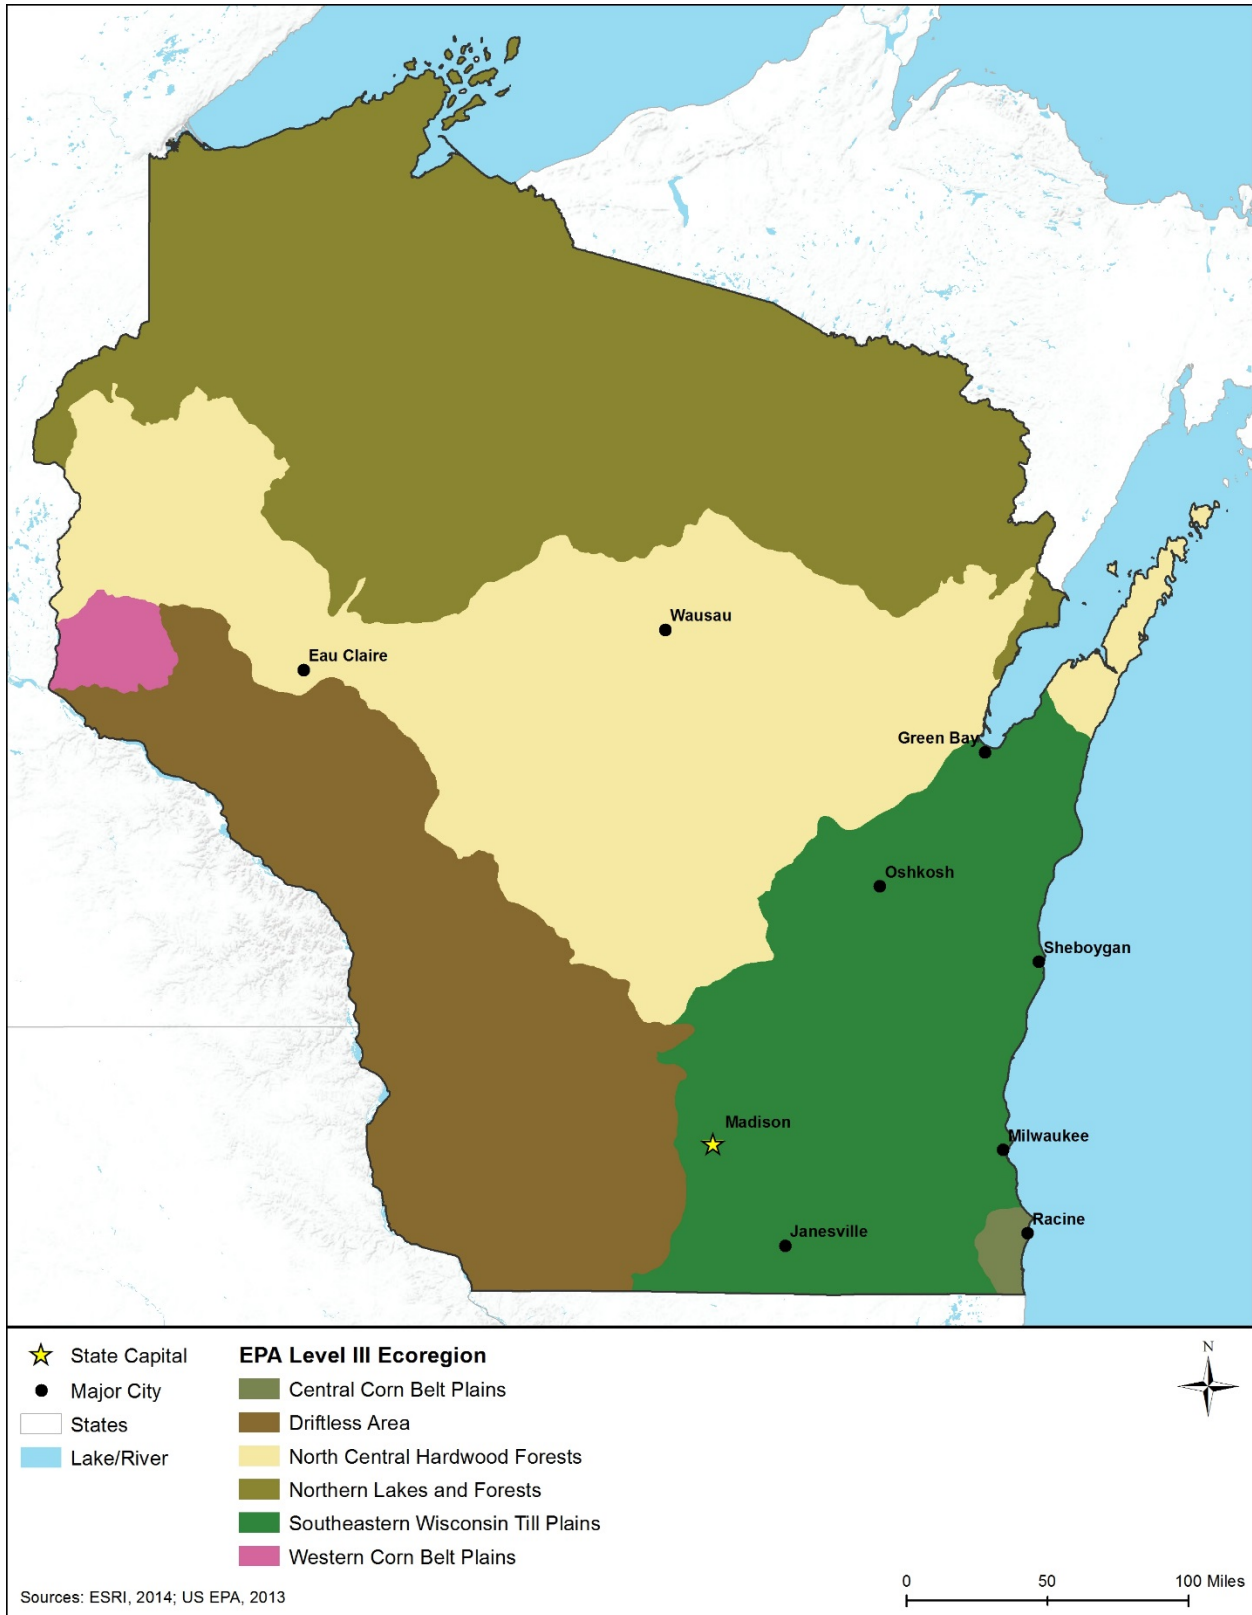 Wausau
Eau Claire
Green Bay
Oshkosh
Sheboygan
Madison
Milwaukee
Racine
Janesville
State Capital
Major City
States
Lake/River
EPA Level III Ecoregion
Central Corn Belt Plains
Driftless Area
North Central Hardwood Forests
Northern Lakes and Forests
Southeastern Wisconsin Till Plains
Western Corn Belt Plains
N
0 50 100 Miles
Sources: ESRI, 2014; US EPA, 2013